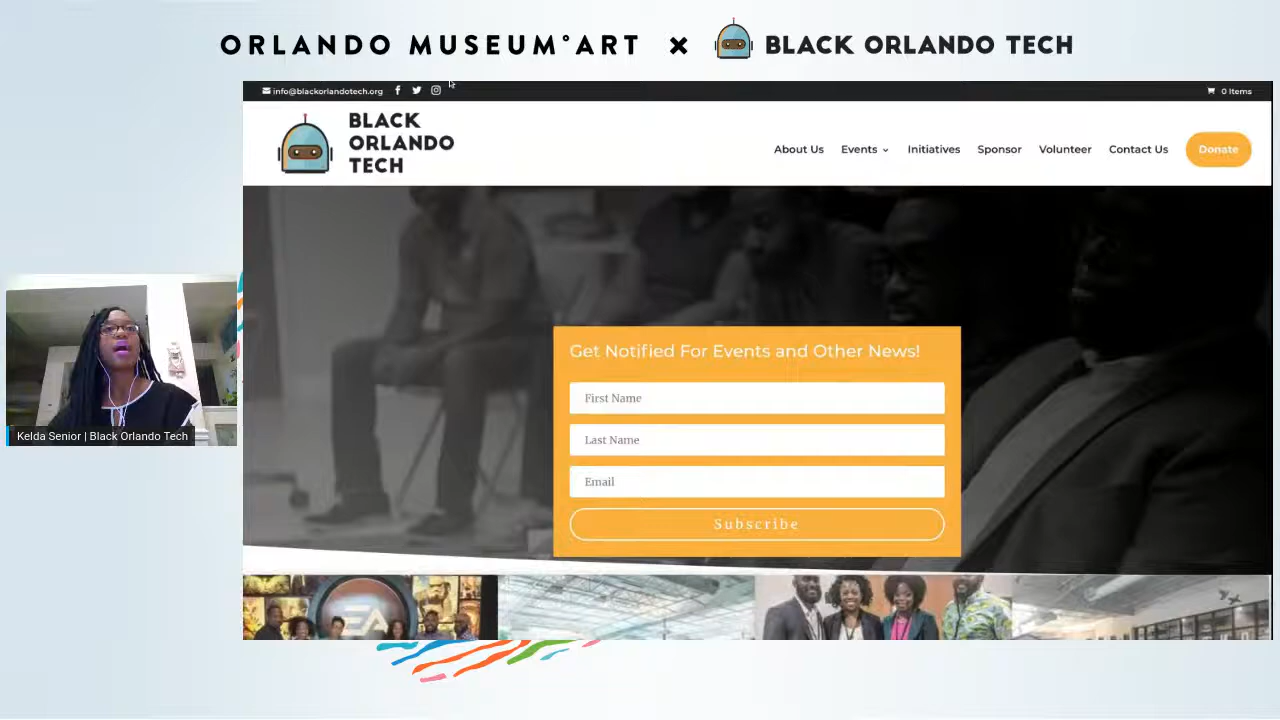 ORLANDO MUSEUM°ART × BLACK ORLANDO TECH
info@blackorlandotech.org
0 Items
BLACK
ORLANDO
TECH
About Us Events Initiatives Sponsor Volunteer Contact Us Donate
Get Notified For Events and Other News!
First Name
Last Name
Email
Subscribe
Kelda Senior | Black Orlando Tech
EA